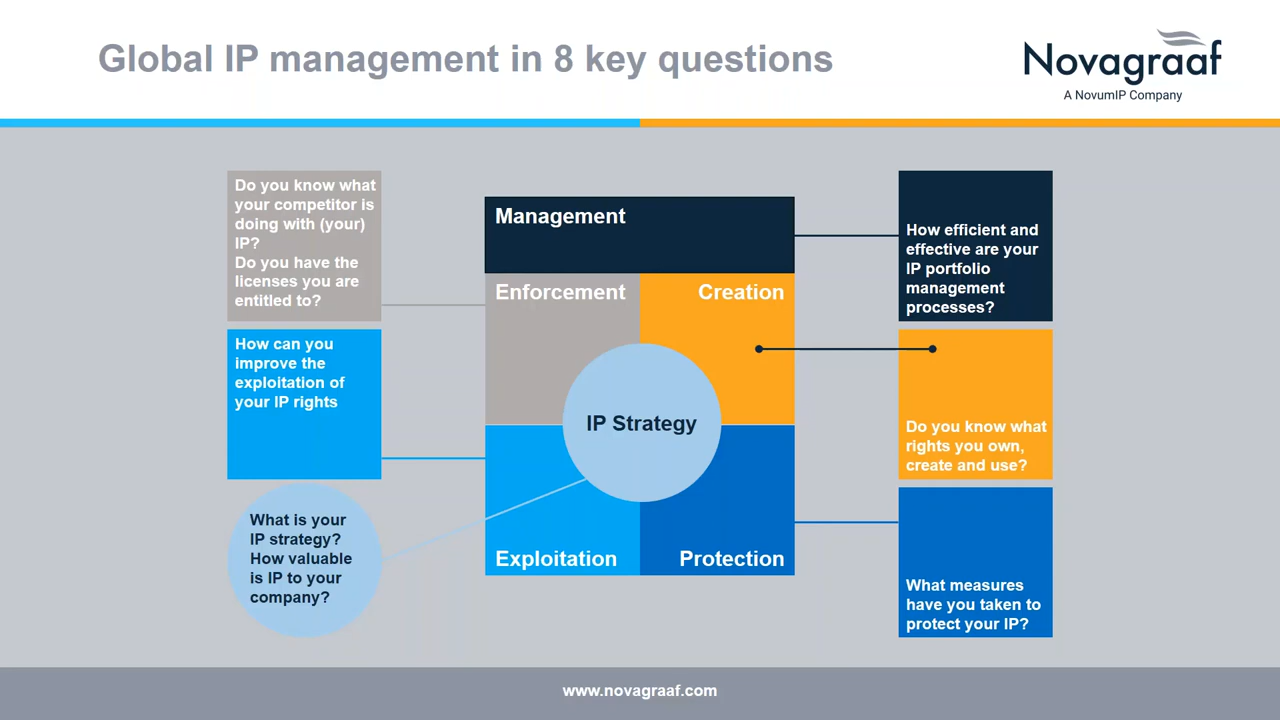 Global IP management in 8 key questions
Novagraaf
A NovumIP Company
Do you know what
your competitor is
doing with (your)
IP?
Do you have the
licenses you are
entitled to?
How can you
improve the
exploitation of
your IP rights
What is your
IP strategy?
How valuable
is IP to your
company?
Management
Enforcement
Creation
IP Strategy
Exploitation
Protection
How efficient and
effective are your
IP portfolio
management
processes?
Do you know what
rights you own,
create and use?
What measures
have you taken to
protect your IP?
www.novagraaf.com